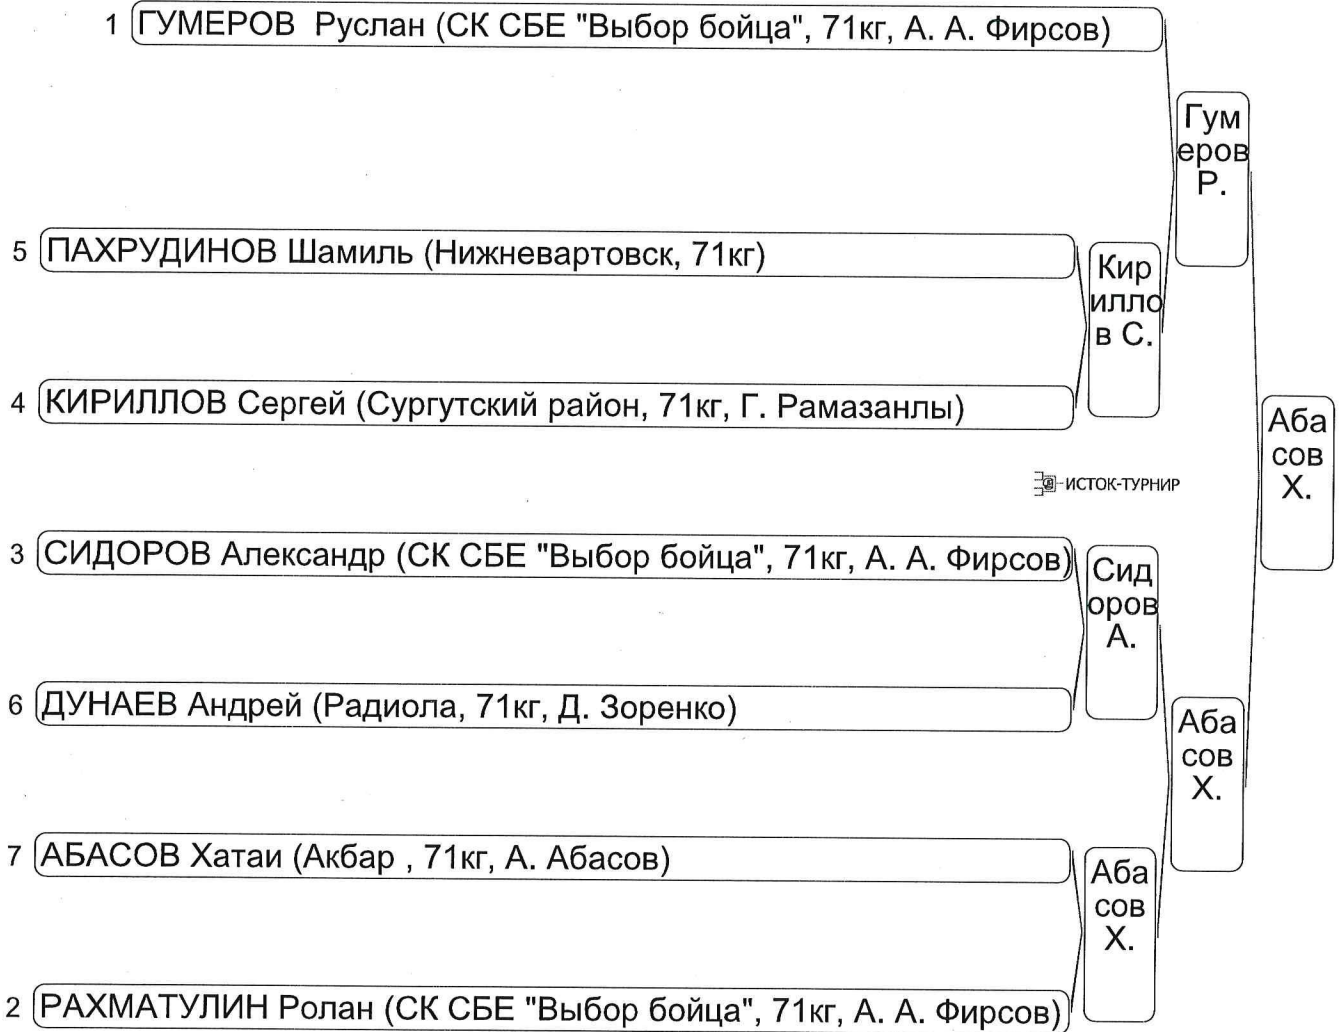 1 ГУМЕРОВ Руслан (СК СБЕ "Выбор бойца", 71кг, А. А. Фирсов)
Гум
еров
Р.
5 ПАХРУДИНОВ Шамиль (Нижневартовск, 71кг)
Кир
илло
в С.
4 КИРИЛЛОВ Сергей (Сургутский район, 71кг, Г. Рамазанлы)
Аба
сов
Х.
ИСТОК-ТУРНИР
3 СИДОРОВ Александр (СК СБЕ "Выбор бойца", 71кг, А. А. Фирсов)
Сид
оров
А.
6 ДУНАЕВ Андрей (Радиола, 71кг, Д. Зоренко)
Аба
сов
Х.
7 АБАСОВ Хатаи (Акбар , 71кг, А. Абасов)
Аба
сов
Х.
2 РАХМАТУЛИН Ролан (СК СБЕ "Выбор бойца", 71кг, А. А. Фирсов)